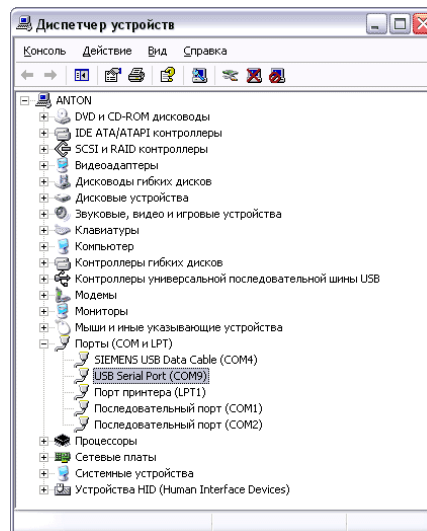 Диспетчер устройств
Консоль Действие Вид Справка
ANTON
DVD и CD-ROM дисководы
IDE ATA/ATAPI контроллеры
SCSI и RAID контроллеры
Видеоадаптеры
Дисководы гибких дисков
Дисковые устройства
Звуковые, видео и игровые устройства
Клавиатуры
Компьютер
Контроллеры гибких дисков
Контроллеры универсальной последовательной шины USB
Модемы
Мониторы
Мыши и иные указывающие устройства
Порты (COM и LPT)
SIEMENS USB Data Cable (COM4)
USB Serial Port (COM9)
Порт принтера (LPT1)
Последовательный порт (COM1)
Последовательный порт (COM2)
Процессоры
Сетевые платы
Системные устройства
Устройства HID (Human Interface Devices)